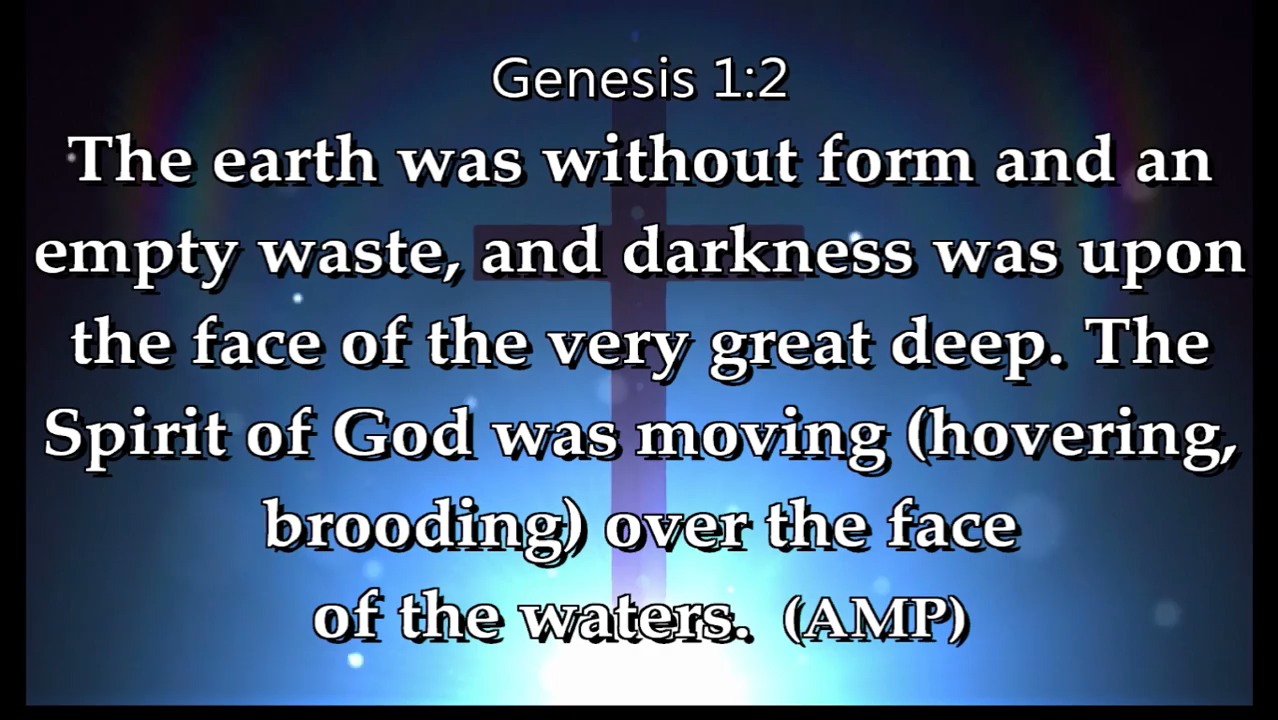 Genesis 1:2
The earth was without form and an
empty waste, and darkness was upon
the face of the very great deep. The
Spirit of God was moving (hovering,
brooding) over the face
of the waters. (AMP)